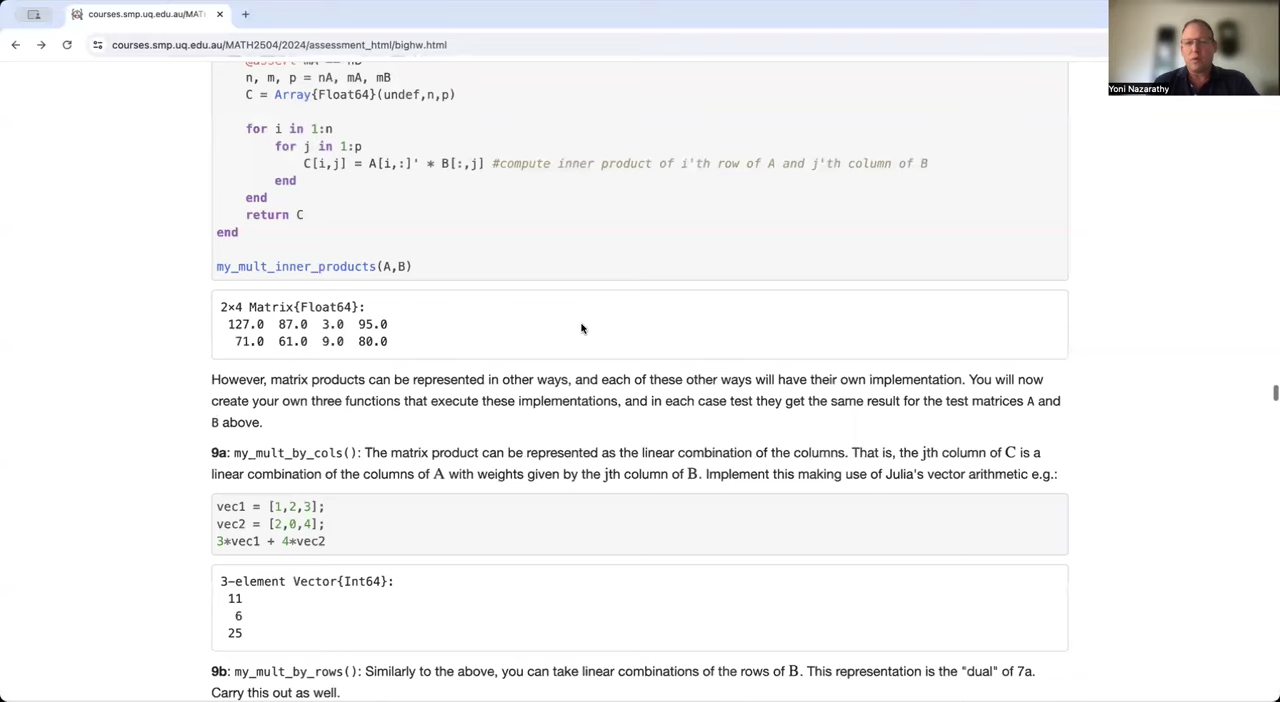 courses.smp.uq.edu.au/MAT
courses.smp.uq.edu.au/MATH2504/2024/assessment_html/bighw.html
Yoni Nazarathy
@assert mA == nB
n, m, p = nA, mA, mB
C = Array{Float64}(undef,n,p)
for i in 1:n
for j in 1:p
C[i,j] = A[i,:]' * B[:,j] #compute inner product of i'th row of A and j'th column of B
end
end
return C
end
my_mult_inner_products(A,B)
2×4 Matrix{Float64}:
127.0 87.0 3.0 95.0
71.0 61.0 9.0 80.0
However, matrix products can be represented in other ways, and each of these other ways will have their own implementation. You will now
create your own three functions that execute these implementations, and in each case test they get the same result for the test matrices A and
B above.
9a: my_mult_by_cols(): The matrix product can be represented as the linear combination of the columns. That is, the jth column of C is a
linear combination of the columns of A with weights given by the jth column of B. Implement this making use of Julia's vector arithmetic e.g.:
vec1 = [1,2,3];
vec2 = [2,0,4];
3*vec1 + 4*vec2
3-element Vector{Int64}:
11
6
25
9b: my_mult_by_rows(): Similarly to the above, you can take linear combinations of the rows of B. This representation is the "dual" of 7a.
Carry this out as well.